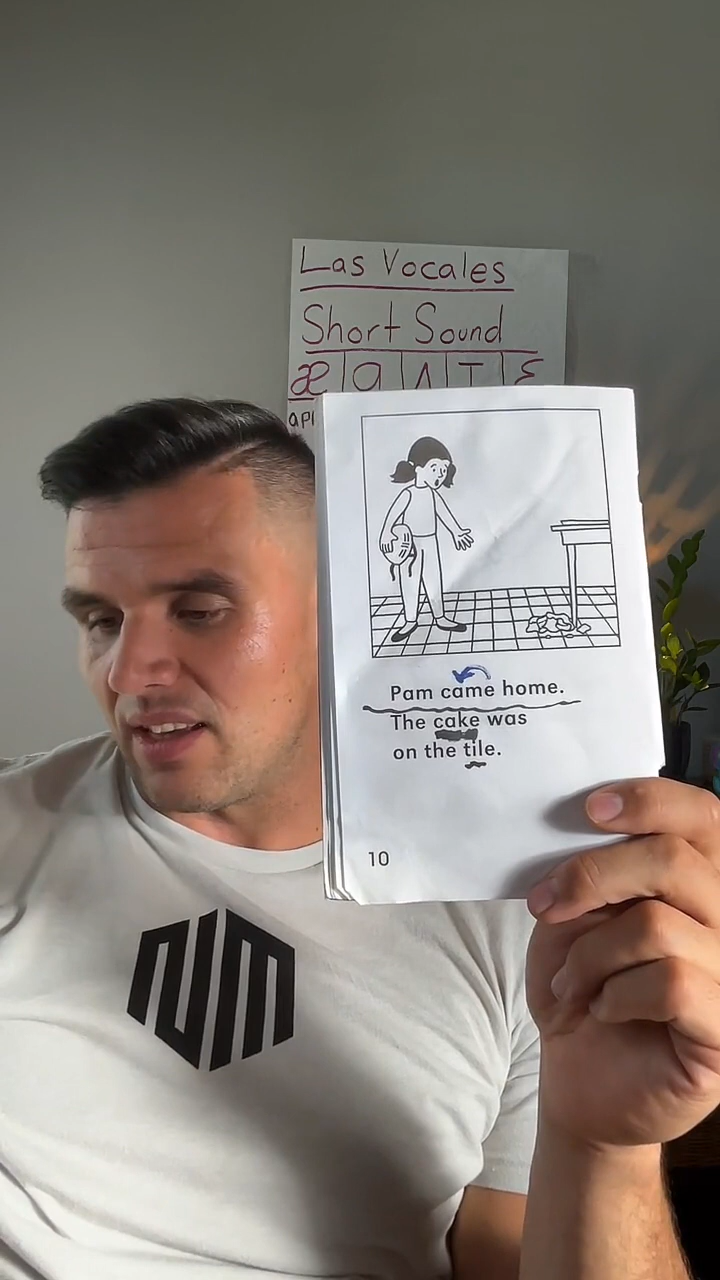 Las Vocales
Short Sound
æ a ʌ I ε
Pam came home.
The cake was
on the tile.
10